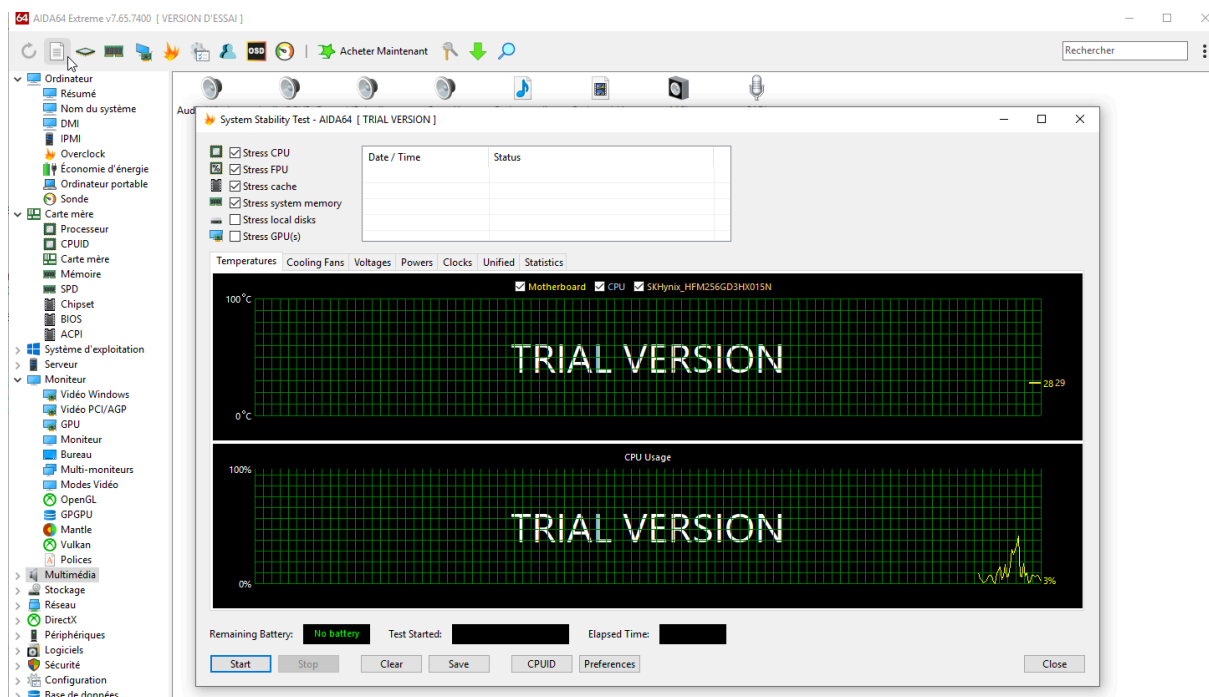 64 AIDA64 Extreme v7.65.7400 [ VERSION D'ESSAI ]
OSD Acheter Maintenant Rechercher
Ordinateur
Résumé
Nom du système
DMI
IPMI
Overclock
Économie d'énergie
Ordinateur portable
Sonde
Carte mère
Processeur
CPUID
Carte mère
Mémoire
SPD
Chipset
BIOS
ACPI
Système d'exploitation
Serveur
Moniteur
Vidéo Windows
Vidéo PCI/AGP
GPU
Moniteur
Bureau
Multi-moniteurs
Modes Vidéo
OpenGL
GPGPU
Mantle
Vulkan
Polices
Multimédia
Stockage
Réseau
DirectX
Périphériques
Logiciels
Sécurité
Configuration
Base de données
Aud
System Stability Test - AIDA64 [ TRIAL VERSION ]
Stress CPU
Stress FPU
Stress cache
Stress system memory
Stress local disks
Stress GPU(s)
Date / Time Status
Temperatures Cooling Fans Voltages Powers Clocks Unified Statistics
Motherboard CPU SKHynix_HFM256GD3HX015N
100°C
TRIAL VERSION
28 29
0°C
CPU Usage
100%
TRIAL VERSION
0% 3%
Remaining Battery: No battery Test Started: Elapsed Time:
Start Stop Clear Save CPUID Preferences Close